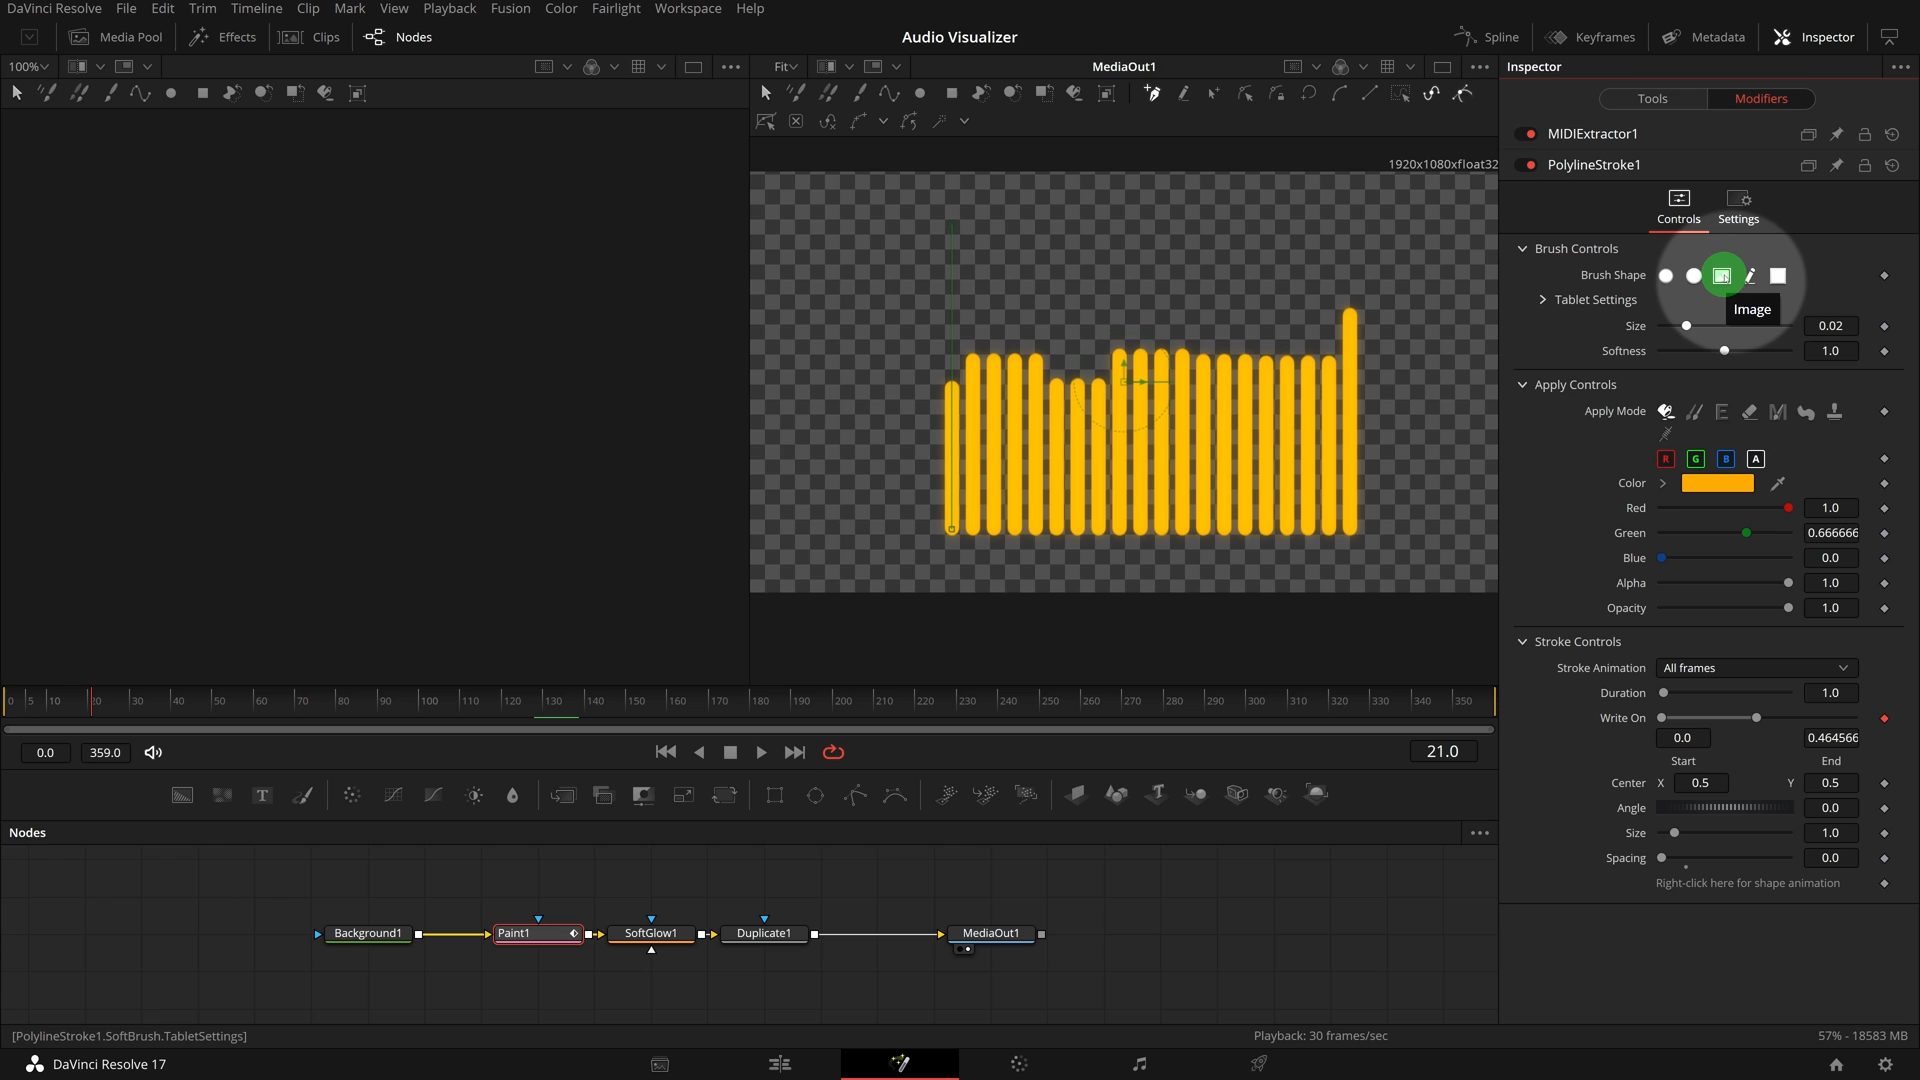 DaVinci Resolve File Edit Trim Timeline Clip Mark View Playback Fusion Color Fairlight Workspace Help
Media Pool Effects Clips Nodes Audio Visualizer Spline Keyframes Metadata Inspector
100% Fit MediaOut1 Inspector
Tools Modifiers
MIDIExtractor1
PolylineStroke1
1920x1080xfloat32
Controls Settings
Brush Controls
Brush Shape
Tablet Settings
Image
Size 0.02
Softness 1.0
Apply Controls
Apply Mode
R G B A
Color
Red 1.0
Green 0.666666
Blue 0.0
Alpha 1.0
Opacity 1.0
Stroke Controls
Stroke Animation All frames
Duration 1.0
Write On
0.0 0.464566
Start End
Center X 0.5 Y 0.5
Angle 0.0
Size 1.0
Spacing 0.0
Right-click here for shape animation
0 5 10 20 30 40 50 60 70 80 90 100 110 120 130 140 150 160 170 180 190 200 210 220 230 240 250 260 270 280 290 300 310 320 330 340 350
0.0 359.0 21.0
Nodes
Background1 Paint1 SoftGlow1 Duplicate1 MediaOut1
[PolylineStroke1.SoftBrush.TabletSettings] Playback: 30 frames/sec 57% - 18583 MB
DaVinci Resolve 17